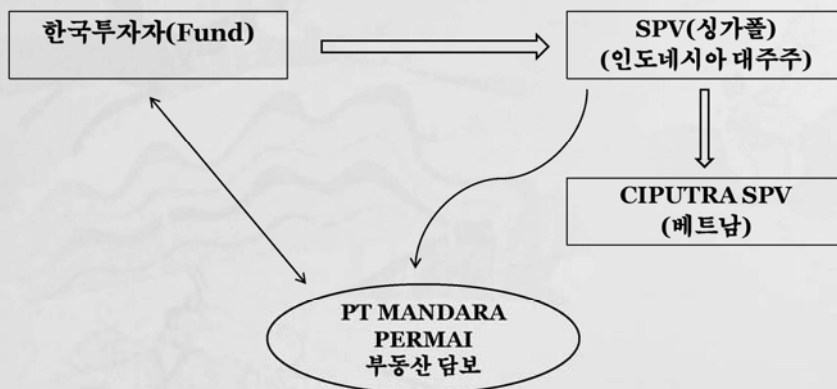 한국투자자(Fund)
SPV(싱가폴)
(인도네시아 대주주)
CIPUTRA SPV
(베트남)
PT MANDARA
PERMAI
부동산 담보